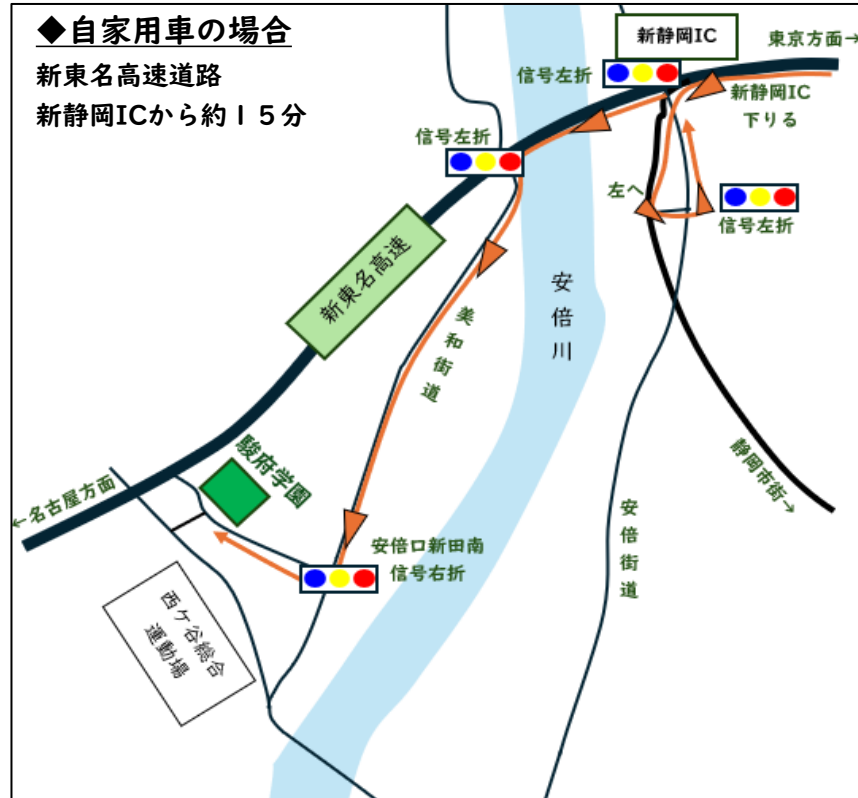 ◆自家用車の場合
新東名高速道路
新静岡ICから約15分
新静岡IC
東京方面→
信号左折
新静岡IC
下りる
信号左折
左へ
信号左折
新東名高速
安倍川
美和街道
駿府学園
←名古屋方面
静岡市街→
安倍口新田南
信号右折
安倍街道
西ケ谷総合
運動場